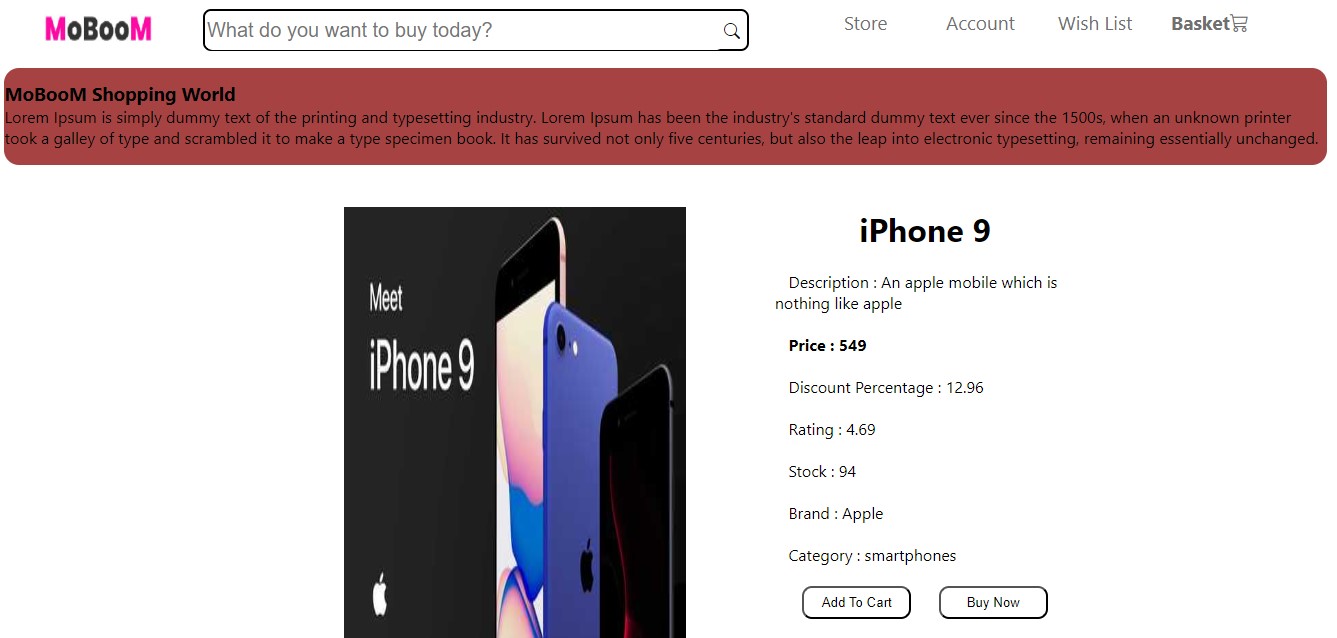 MoBooM
What do you want to buy today?
Store
Account
Wish List
Basket
MoBooM Shopping World
Lorem Ipsum is simply dummy text of the printing and typesetting industry. Lorem Ipsum has been the industry's standard dummy text ever since the 1500s, when an unknown printer
took a galley of type and scrambled it to make a type specimen book. It has survived not only five centuries, but also the leap into electronic typesetting, remaining essentially unchanged.
Meet
iPhone 9
iPhone 9
Description : An apple mobile which is
nothing like apple
Price : 549
Discount Percentage : 12.96
Rating : 4.69
Stock : 94
Brand : Apple
Category : smartphones
Add To Cart
Buy Now